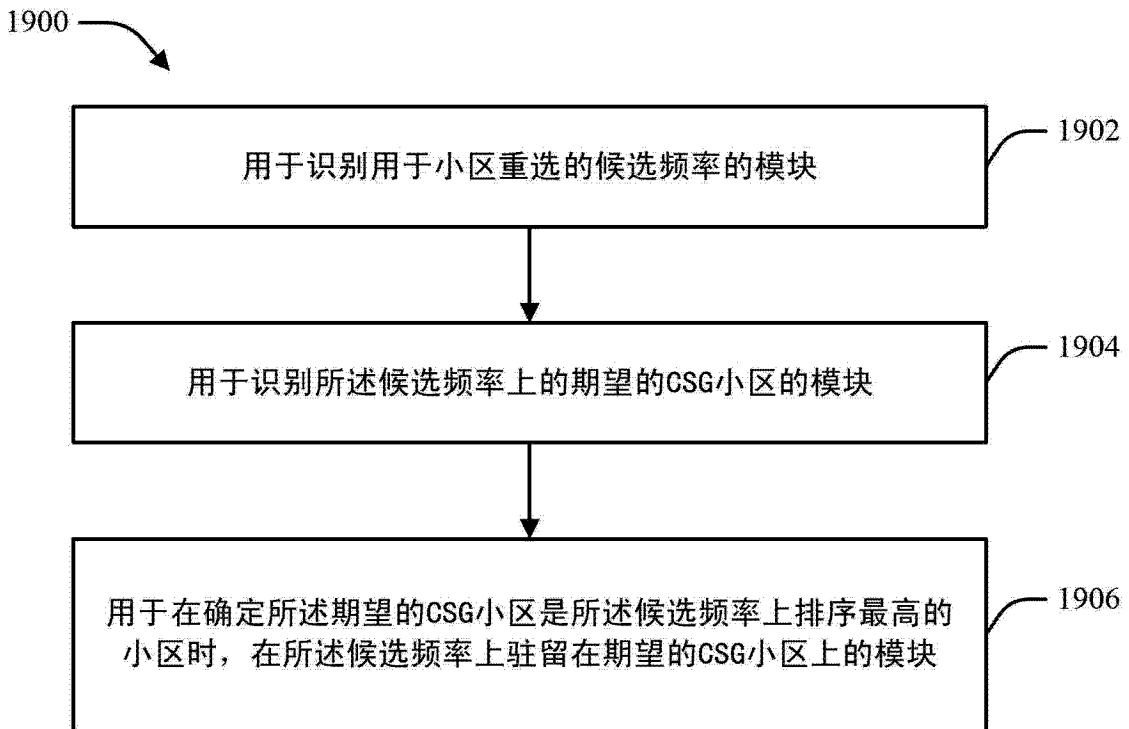 1900
1902
用于识别用于小区重选的候选频率的模块
1904
用于识别所述候选频率上的期望的CSG小区的模块
1906
用于在确定所述期望的CSG小区是所述候选频率上排序最高的
小区时，在所述候选频率上驻留在期望的CSG小区上的模块